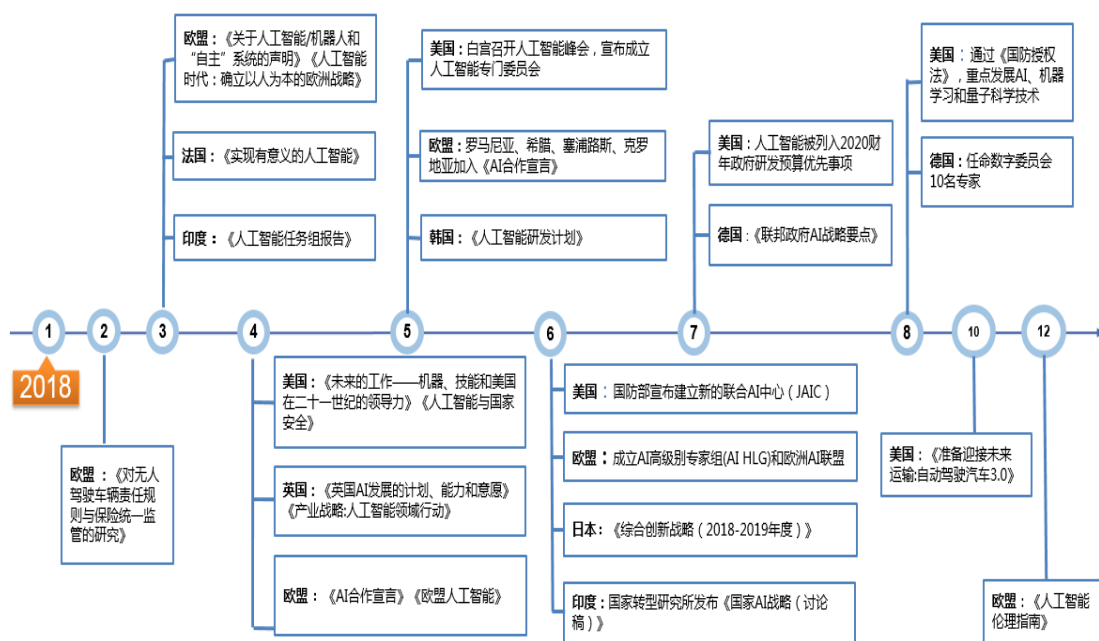 欧盟：《关于人工智能/机器人和
“自主”系统的声明》《人工智能
时代：确立以人为本的欧洲战略》
法国：《实现有意义的人工智能》
印度：《人工智能任务组报告》
美国：白宫召开人工智能峰会，宣布成立
人工智能专门委员会
欧盟：罗马尼亚、希腊、塞浦路斯、克罗
地亚加入《AI合作宣言》
韩国：《人工智能研发计划》
美国：人工智能被列入2020财
年政府研发预算优先事项
德国：《联邦政府AI战略要点》
美国：通过《国防授权
法》，重点发展AI、机器
学习和量子科学技术
德国：任命数字委员会
10名专家
1
2
3
4
5
6
7
8
10
12
2018
欧盟：《对无人
驾驶车辆责任规
则与保险统一监
管的研究》
美国：《未来的工作——机器、技能和美国
在二十一世纪的领导力》《人工智能与国家
安全》
英国：《英国AI发展的计划、能力和意愿》
《产业战略:人工智能领域行动》
欧盟：《AI合作宣言》《欧盟人工智能》
美国：国防部宣布建立新的联合AI中心（JAIC）
欧盟：成立AI高级别专家组(AI HLG)和欧洲AI联盟
日本：《综合创新战略（2018-2019年度）》
印度：国家转型研究所发布《国家AI战略（讨论
稿）》
美国：《准备迎接未来
运输:自动驾驶汽车3.0》
欧盟：《人工智能
伦理指南》